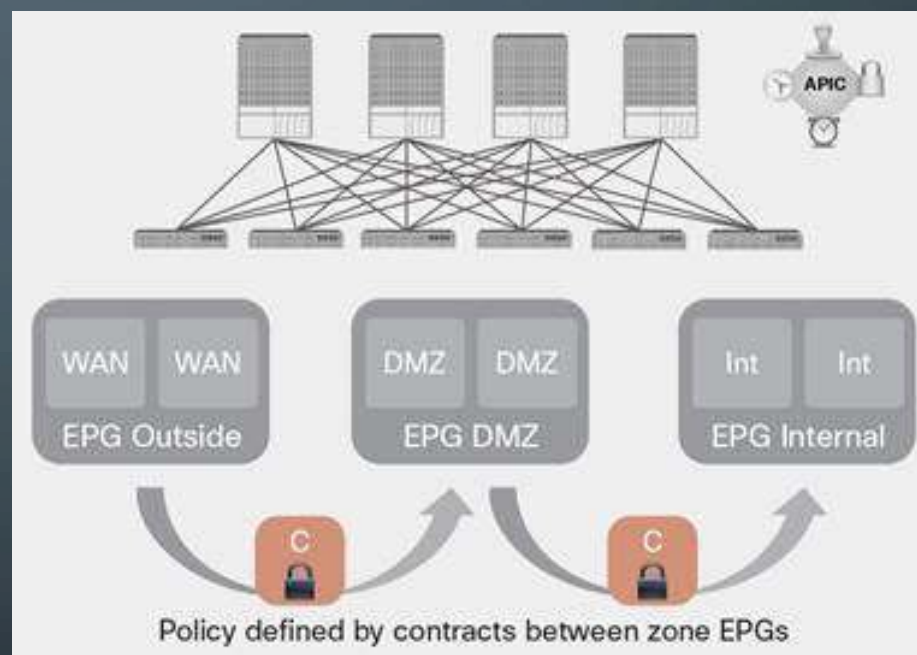 APIC
WAN WAN
EPG Outside
DMZ DMZ
EPG DMZ
Int Int
EPG Internal
C
C
Policy defined by contracts between zone EPGs